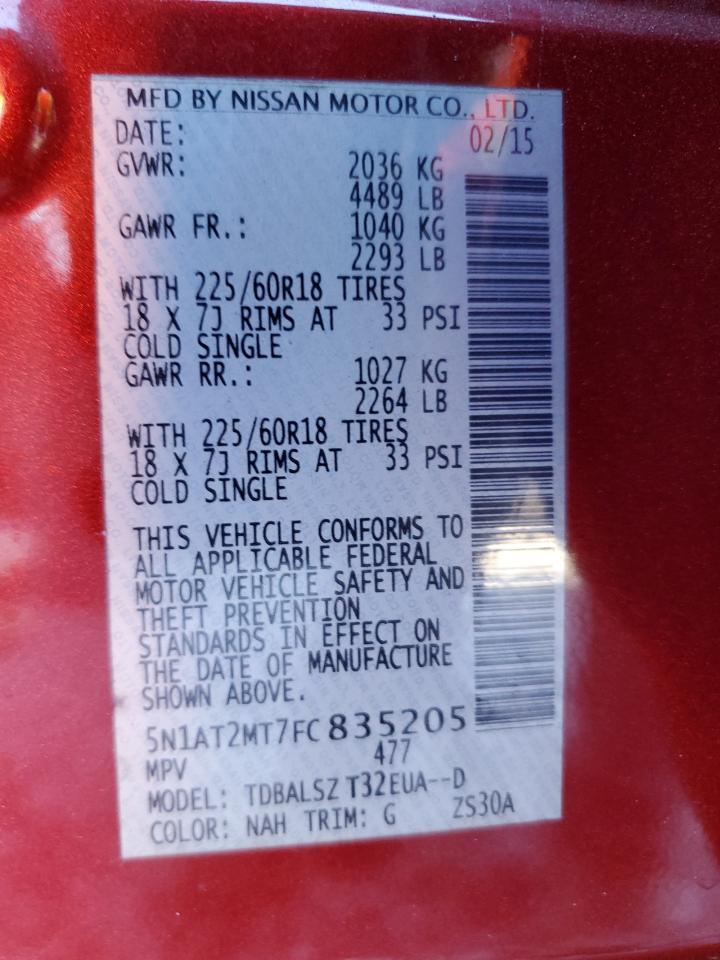 MFD BY NISSAN MOTOR CO., LTD.
DATE: 02/15
GVWR: 2036 KG
4489 LB
GAWR FR.: 1040 KG
2293 LB
WITH 225/60R18 TIRES
18 X 7J RIMS AT 33 PSI
COLD SINGLE
GAWR RR.: 1027 KG
2264 LB
WITH 225/60R18 TIRES
18 X 7J RIMS AT 33 PSI
COLD SINGLE
THIS VEHICLE CONFORMS TO
ALL APPLICABLE FEDERAL
MOTOR VEHICLE SAFETY AND
THEFT PREVENTION
STANDARDS IN EFFECT ON
THE DATE OF MANUFACTURE
SHOWN ABOVE.
5N1AT2MT7FC835205
MPV 477
MODEL: TDBALSZ T32EUA--D
COLOR: NAH TRIM: G ZS30A